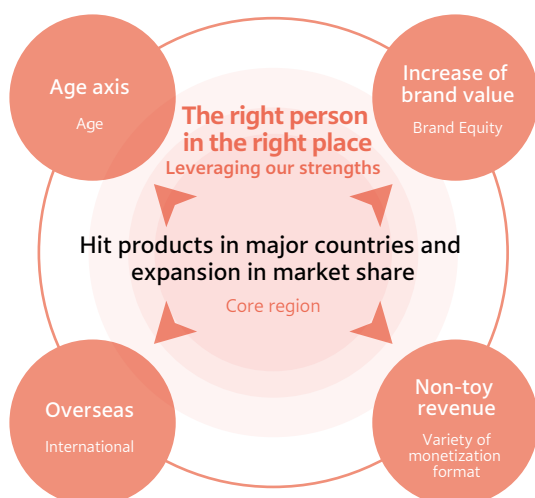 Age axis
Age
Increase of
brand value
Brand Equity
The right person
in the right place
Leveraging our strengths
Hit products in major countries and
expansion in market share
Core region
Overseas
International
Non-toy
revenue
Variety of
monetization
format